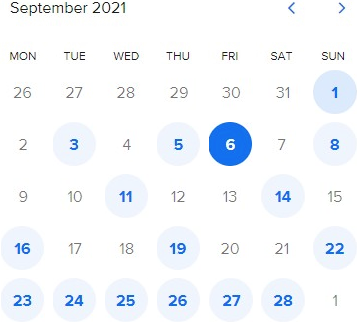 September 2021
MON TUE WED THU FRI SAT SUN
26 27 28 29 30 31 1
2 3 4 5 6 7 8
9 10 11 12 13 14 15
16 17 18 19 20 21 22
23 24 25 26 27 28 1